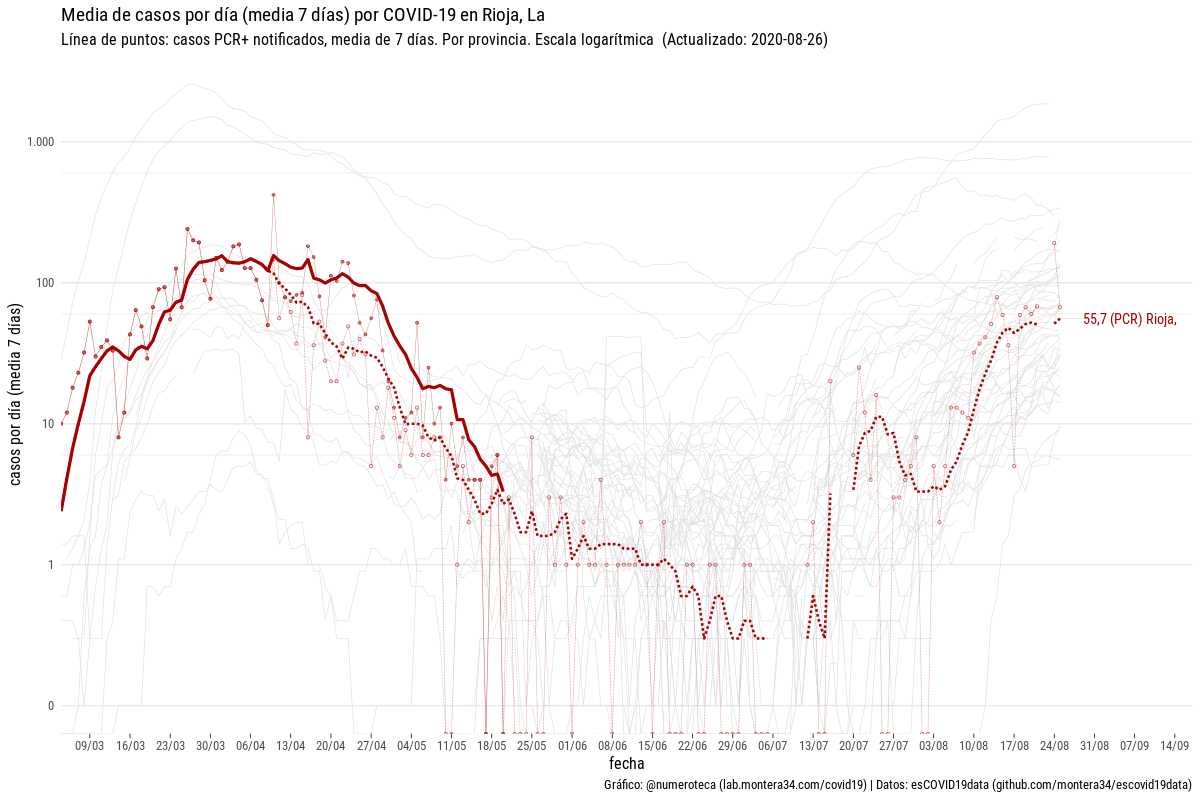 Media de casos por día (media 7 días) por COVID-19 en Rioja, La
Línea de puntos: casos PCR+ notificados, media de 7 días. Por provincia. Escala logarítmica  (Actualizado: 2020-08-26)
casos por día (media 7 días)
1.000
100
10
1
0
55,7 (PCR) Rioja,
09/03 16/03 23/03 30/03 06/04 13/04 20/04 27/04 04/05 11/05 18/05 25/05 01/06 08/06 15/06 22/06 29/06 06/07 13/07 20/07 27/07 03/08 10/08 17/08 24/08 31/08 07/09 14/09
fecha
Gráfico: @numeroteca (lab.montera34.com/covid19) | Datos: esCOVID19data (github.com/montera34/escovid19data)